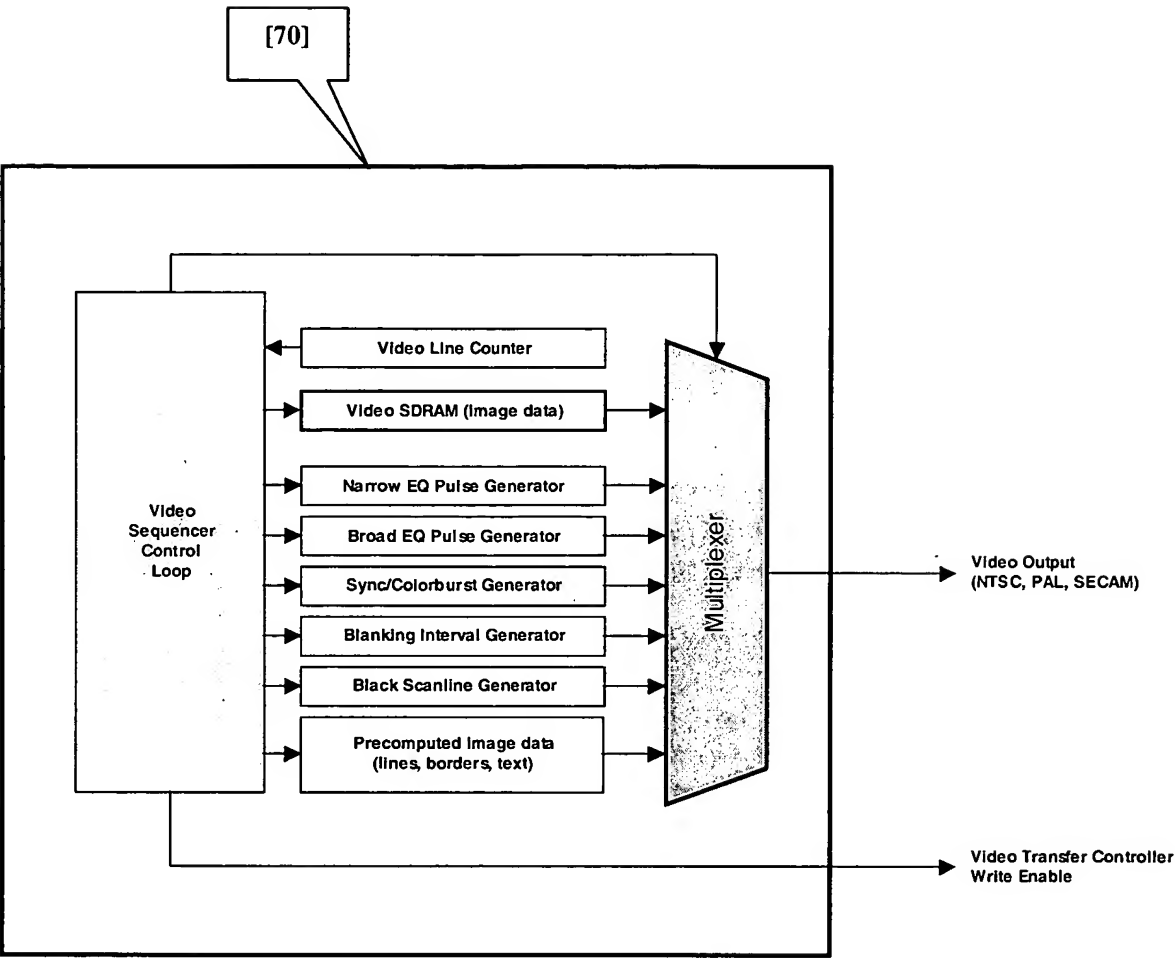 [70]
Video Line Counter
Video SDRAM (Image data)
Narrow EQ Pulse Generator
Broad EQ Pulse Generator
Sync/Colorburst Generator
Blanking Interval Generator
Black Scanline Generator
Precomputed Image data
(lines, borders, text)
Video
Sequencer
Control
Loop
Multiplexer
Video Output
(NTSC, PAL, SECAM)
Video Transfer Controller
Write Enable